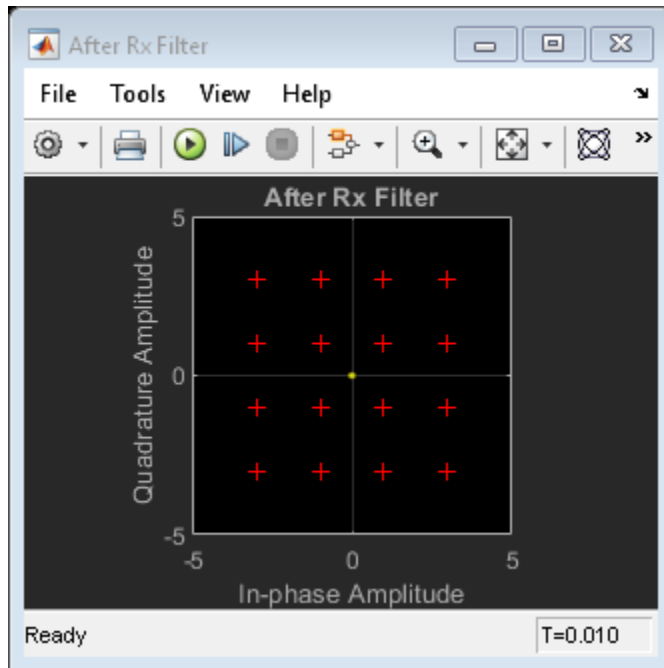 After Rx Filter
File Tools View Help
After Rx Filter
5
Quadrature Amplitude
0
-5
-5 0 5
In-phase Amplitude
Ready T=0.010